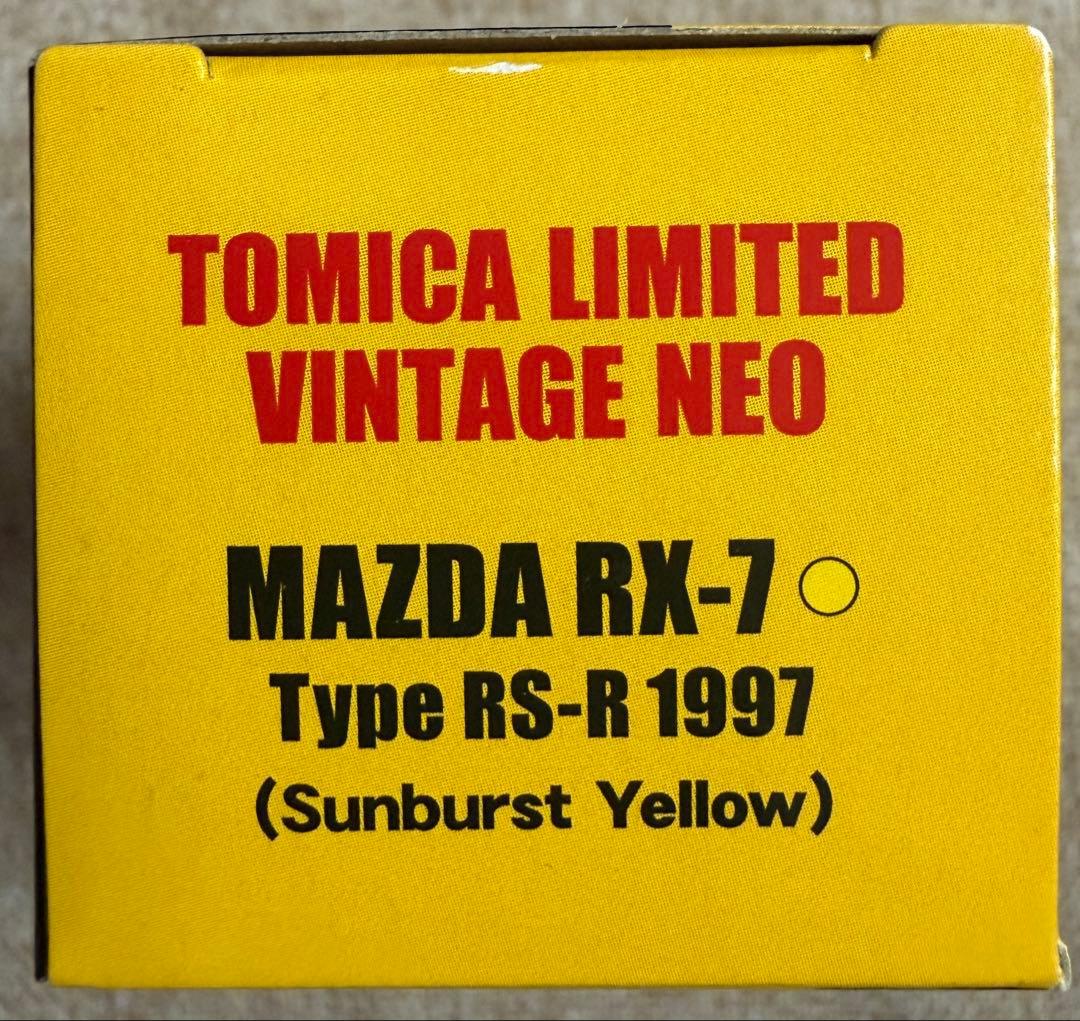 TOMICA LIMITED
VINTAGE NEO
MAZDA RX-7
Type RS-R 1997
(Sunburst Yellow)